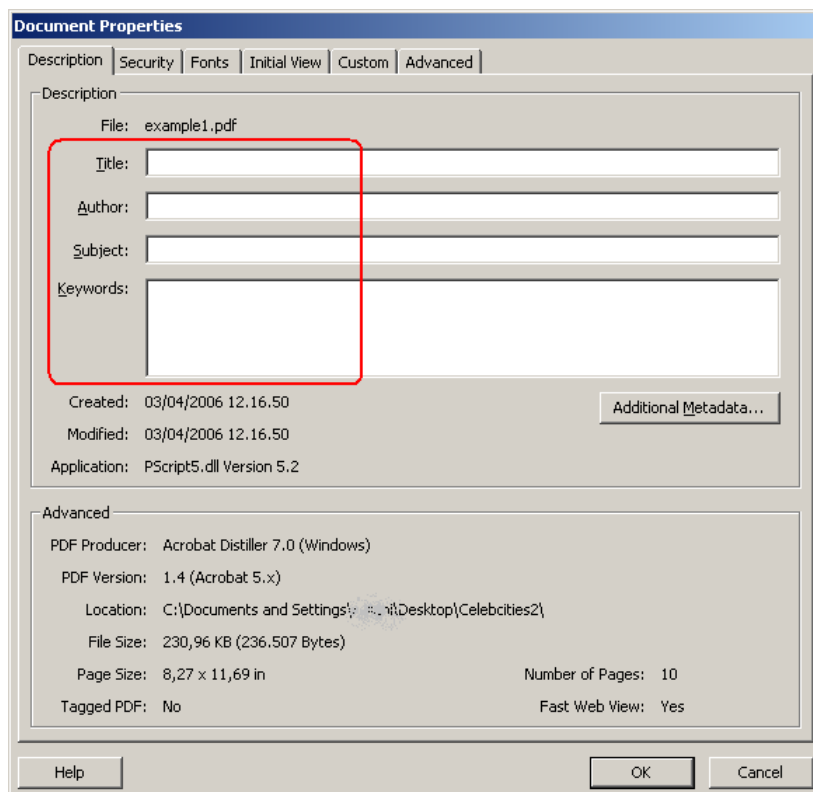 Document Properties
Description Security Fonts Initial View Custom Advanced
Description
File: example1.pdf
Title:
Author:
Subject:
Keywords:
Created: 03/04/2006 12.16.50
Additional Metadata...
Modified: 03/04/2006 12.16.50
Application: PScript5.dll Version 5.2
Advanced
PDF Producer: Acrobat Distiller 7.0 (Windows)
PDF Version: 1.4 (Acrobat 5.x)
Location: C:\Documents and Settings\ \Desktop\Celebcities2\
File Size: 230,96 KB (236.507 Bytes)
Page Size: 8,27 x 11,69 in Number of Pages: 10
Tagged PDF: No Fast Web View: Yes
Help OK Cancel